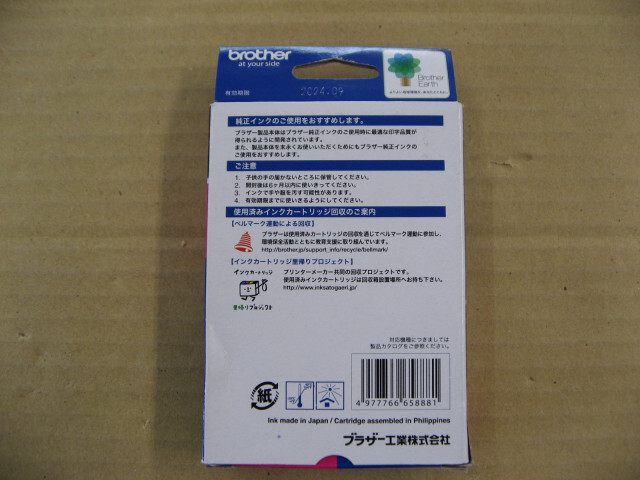 brother
at your side
Brother
Earth
有効期限
2024.09
純正インクのご使用をおすすめします。
ブラザー製品本体はブラザー純正インクのご使用時に最適な印字品質が
得られるように開発されています。
また、製品本体を末永くお使いいただくためにもブラザー純正インクの
ご使用をおすすめします。
ご注意
1. 子供の手の届かないところに保管してください。
2. 開封後は6ヶ月以内に使いきってください。
3. インクで手や服を汚す可能性があります。
4. 有効期限までに使いきるようにしてください。
使用済みインクカートリッジ回収のご案内
【ベルマーク運動による回収】
ブラザーは使用済みカートリッジの回収を通じてベルマーク運動に参加し、
環境保全活動とともに教育支援に取り組んでいます。
http://brother.jp/support_info/recycle/bellmark/
【インクカートリッジ里帰りプロジェクト】
インクカートリッジ
里帰りプロジェクト
プリンターメーカー共同の回収プロジェクトです。
使用済みインクカートリッジは回収箱設置場所へお持ち下さい。
http://www.inksatogaeri.jp/
対応機種につきましては
製品カタログをご参照ください。
紙
4 977766 658881
Ink made in Japan / Cartridge assembled in Philippines
ブラザー工業株式会社